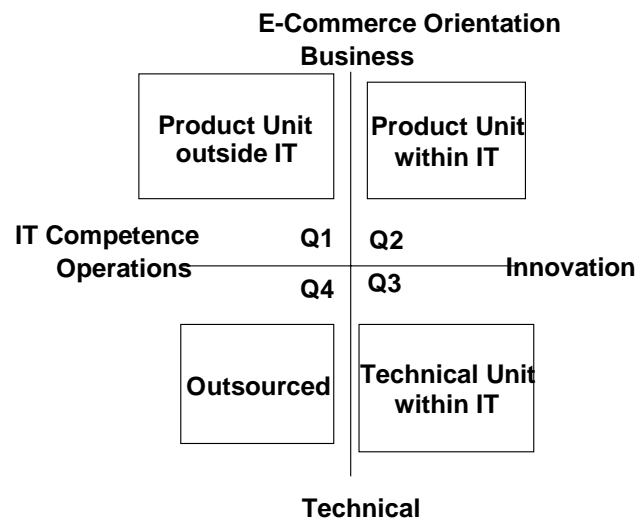 E-Commerce Orientation
Business
Product Unit
outside IT
Product Unit
within IT
IT Competence
Operations
Q1
Q2
Innovation
Q4
Q3
Outsourced
Technical Unit
within IT
Technical